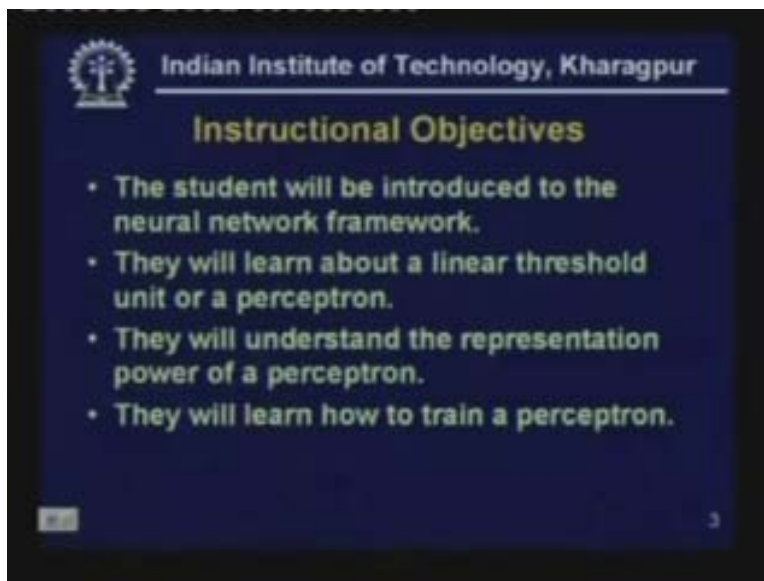 Indian Institute of Technology, Kharagpur
Instructional Objectives
• The student will be introduced to the
neural network framework.
• They will learn about a linear threshold
unit or a perceptron.
• They will understand the representation
power of a perceptron.
• They will learn how to train a perceptron.
3